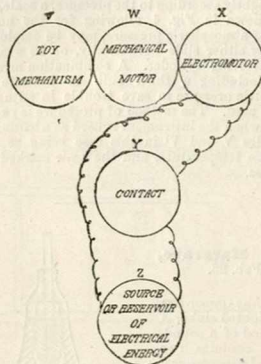 V W X
TOY
MECHANISM
MECHANICAL
MOTOR
ELECTROMOTOR
Y
CONTACT
Z
SOURCE
OR RESERVOIR
OF
ELECTRICAL
ENERGY